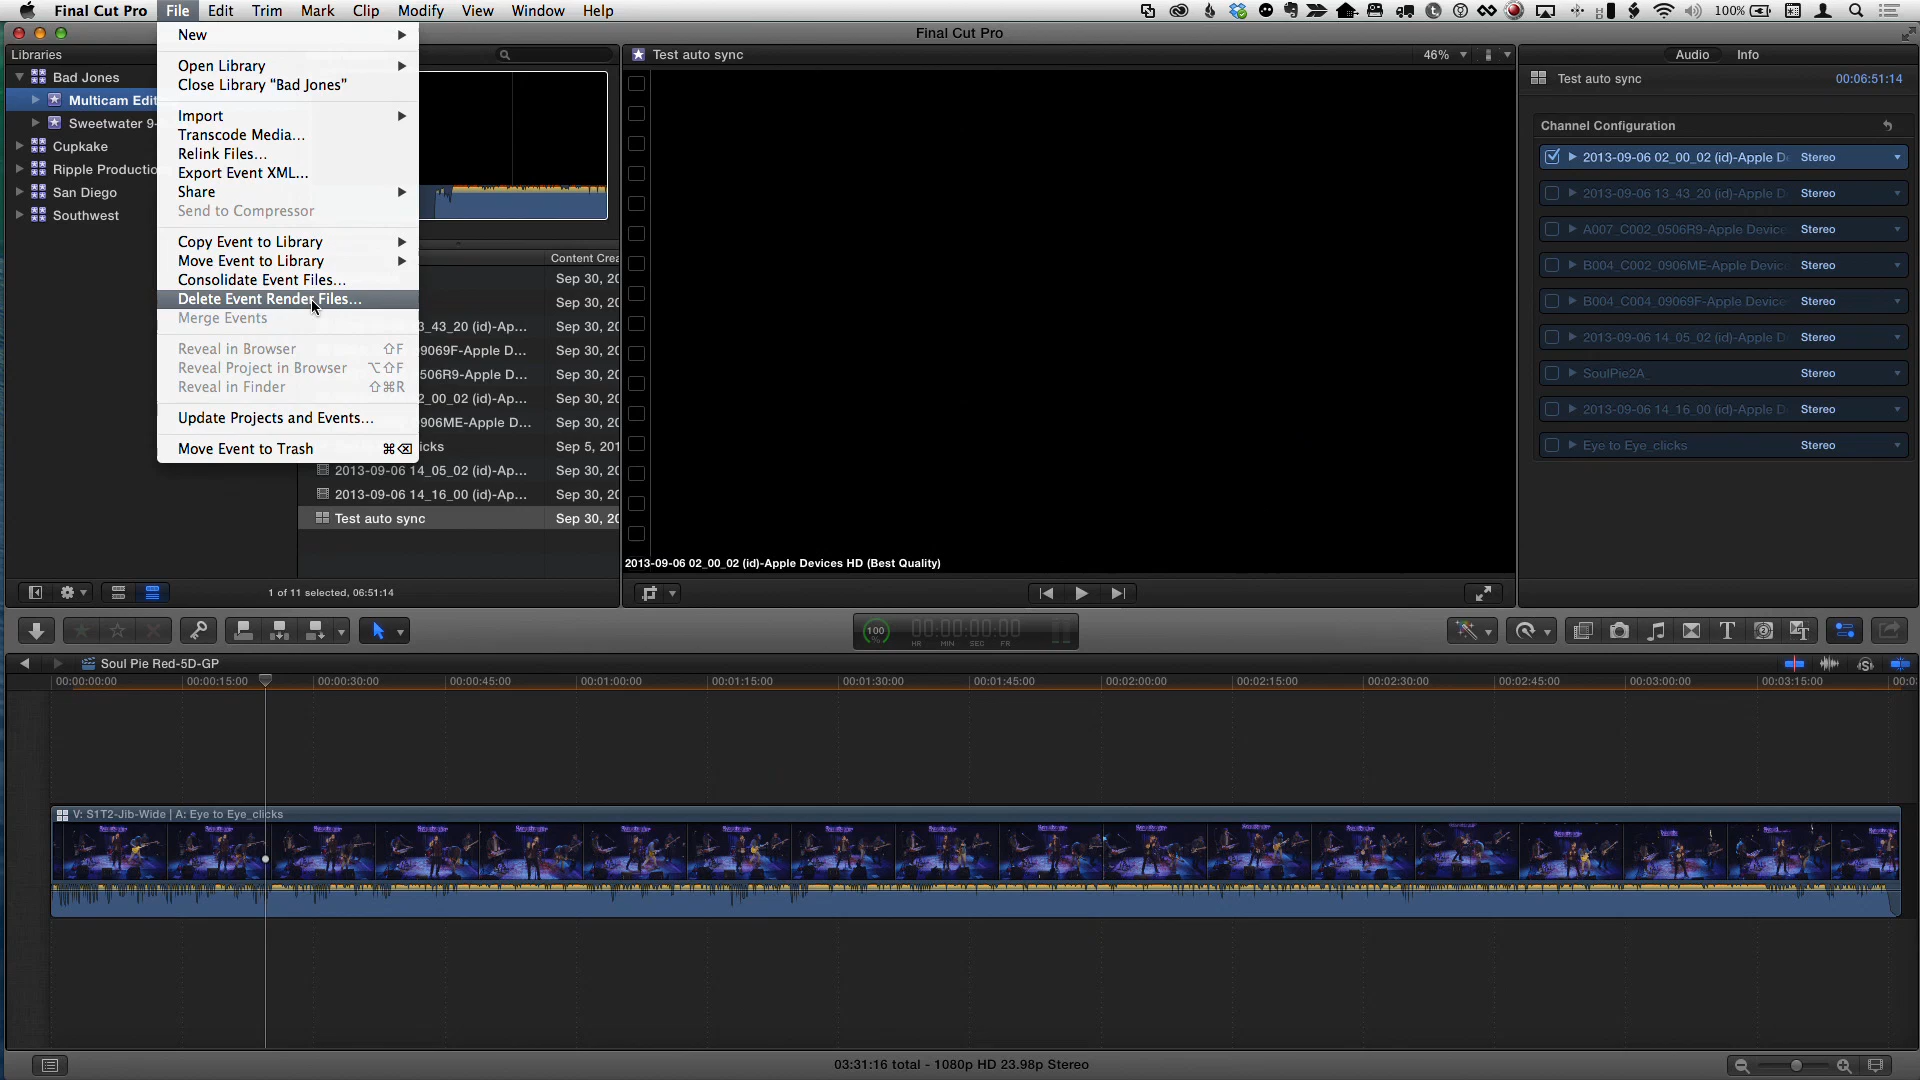 Final Cut Pro File Edit Trim Mark Clip Modify View Window Help 100%
Final Cut Pro
Libraries
Bad Jones
Multicam Edit
Sweetwater 9-
Cupkake
Ripple Productio
San Diego
Southwest
New
Open Library
Close Library "Bad Jones"
Import
Transcode Media...
Relink Files...
Export Event XML...
Share
Send to Compressor
Copy Event to Library
Move Event to Library
Consolidate Event Files...
Delete Event Render Files...
Merge Events
Reveal in Browser ⇧F
Reveal Project in Browser ⌥⇧F
Reveal in Finder ⇧⌘R
Update Projects and Events...
Move Event to Trash ⌘⌫
Content Crea
Sep 30, 20
Sep 30, 20
3_43_20 (id)-Ap... Sep 30, 20
9069F-Apple D... Sep 30, 20
506R9-Apple D... Sep 30, 20
2_00_02 (id)-Ap... Sep 30, 20
906ME-Apple D... Sep 30, 20
icks Sep 5, 201
2013-09-06 14_05_02 (id)-Ap... Sep 30, 20
2013-09-06 14_16_00 (id)-Ap... Sep 30, 20
Test auto sync Sep 30, 20
1 of 11 selected, 06:51:14
Test auto sync 46%
2013-09-06 02_00_02 (id)-Apple Devices HD (Best Quality)
Audio Info
Test auto sync 00:06:51:14
Channel Configuration
2013-09-06 02_00_02 (id)-Apple De Stereo
2013-09-06 13_43_20 (id)-Apple De Stereo
A007_C002_0506R9-Apple Device Stereo
B004_C002_0906ME-Apple Devic Stereo
B004_C004_09069F-Apple Device Stereo
2013-09-06 14_05_02 (id)-Apple De Stereo
SoulPie2A_ Stereo
2013-09-06 14_16_00 (id)-Apple De Stereo
Eye to Eye_clicks Stereo
100 % 00:00:00:00
HR MIN SEC FR
Soul Pie Red-5D-GP
00:00:00:00 00:00:15:00 00:00:30:00 00:00:45:00 00:01:00:00 00:01:15:00 00:01:30:00 00:01:45:00 00:02:00:00 00:02:15:00 00:02:30:00 00:02:45:00 00:03:00:00 00:03:15:00 00:0
V: S1T2-Jib-Wide | A: Eye to Eye_clicks
03:31:16 total - 1080p HD 23.98p Stereo